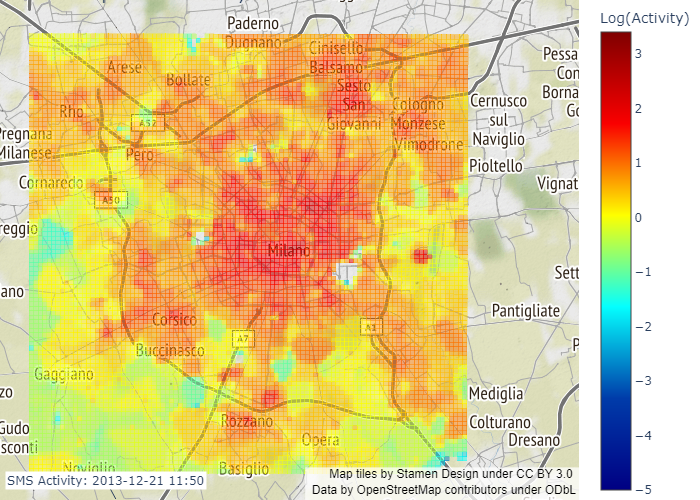 Log(Activity)
Paderno
Dugnano
Cinisello
Balsamo
Arese
Bollate
Sesto
San
Giovanni
Rho
Cologno
Monzese
Cernusco
sul
Naviglio
A52
Pregnana
Milanese
Pero
Vimodrone
Pioltello
Cornaredo
A50
Vignat
reggio
Milano
Sett
ano
Pantigliate
Corsico
A7
A1
Buccinasco
Gaggiano
Mediglia
Rozzano
Colturano
Opera
Dresano
Gudo
sconti
Noviglio
Basiglio
Pessa
Con
Borna
Go
zo
P
3
2
1
0
−1
−2
−3
−4
−5
SMS Activity: 2013-12-21 11:50
Map tiles by Stamen Design under CC BY 3.0
Data by OpenStreetMap contributors under ODbL